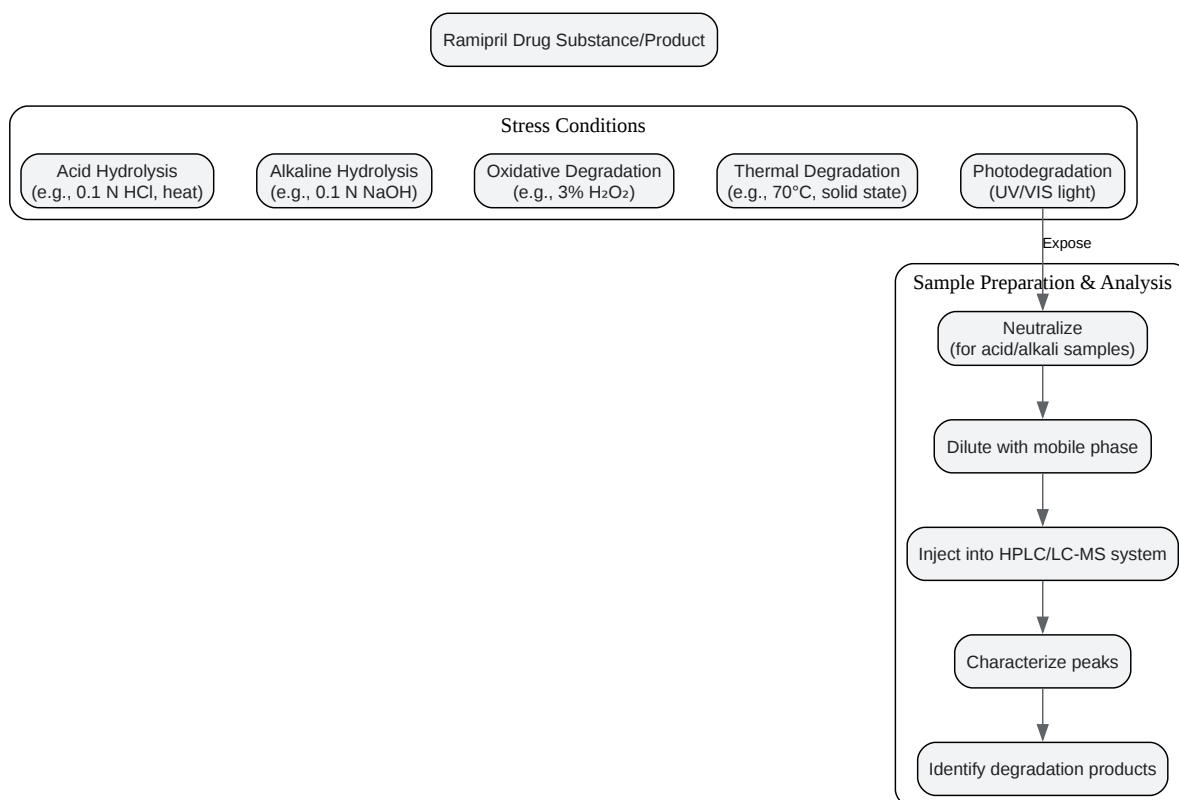 Ramipril Drug Substance/Product
Stress Conditions
Acid Hydrolysis
(e.g., 0.1 N HCl, heat)
Alkaline Hydrolysis
(e.g., 0.1 N NaOH)
Oxidative Degradation
(e.g., 3% H₂O₂)
Thermal Degradation
(e.g., 70°C, solid state)
Photodegradation
(UV/VIS light)
Expose
Sample Preparation & Analysis
Neutralize
(for acid/alkali samples)
Dilute with mobile phase
Inject into HPLC/LC-MS system
Characterize peaks
Identify degradation products